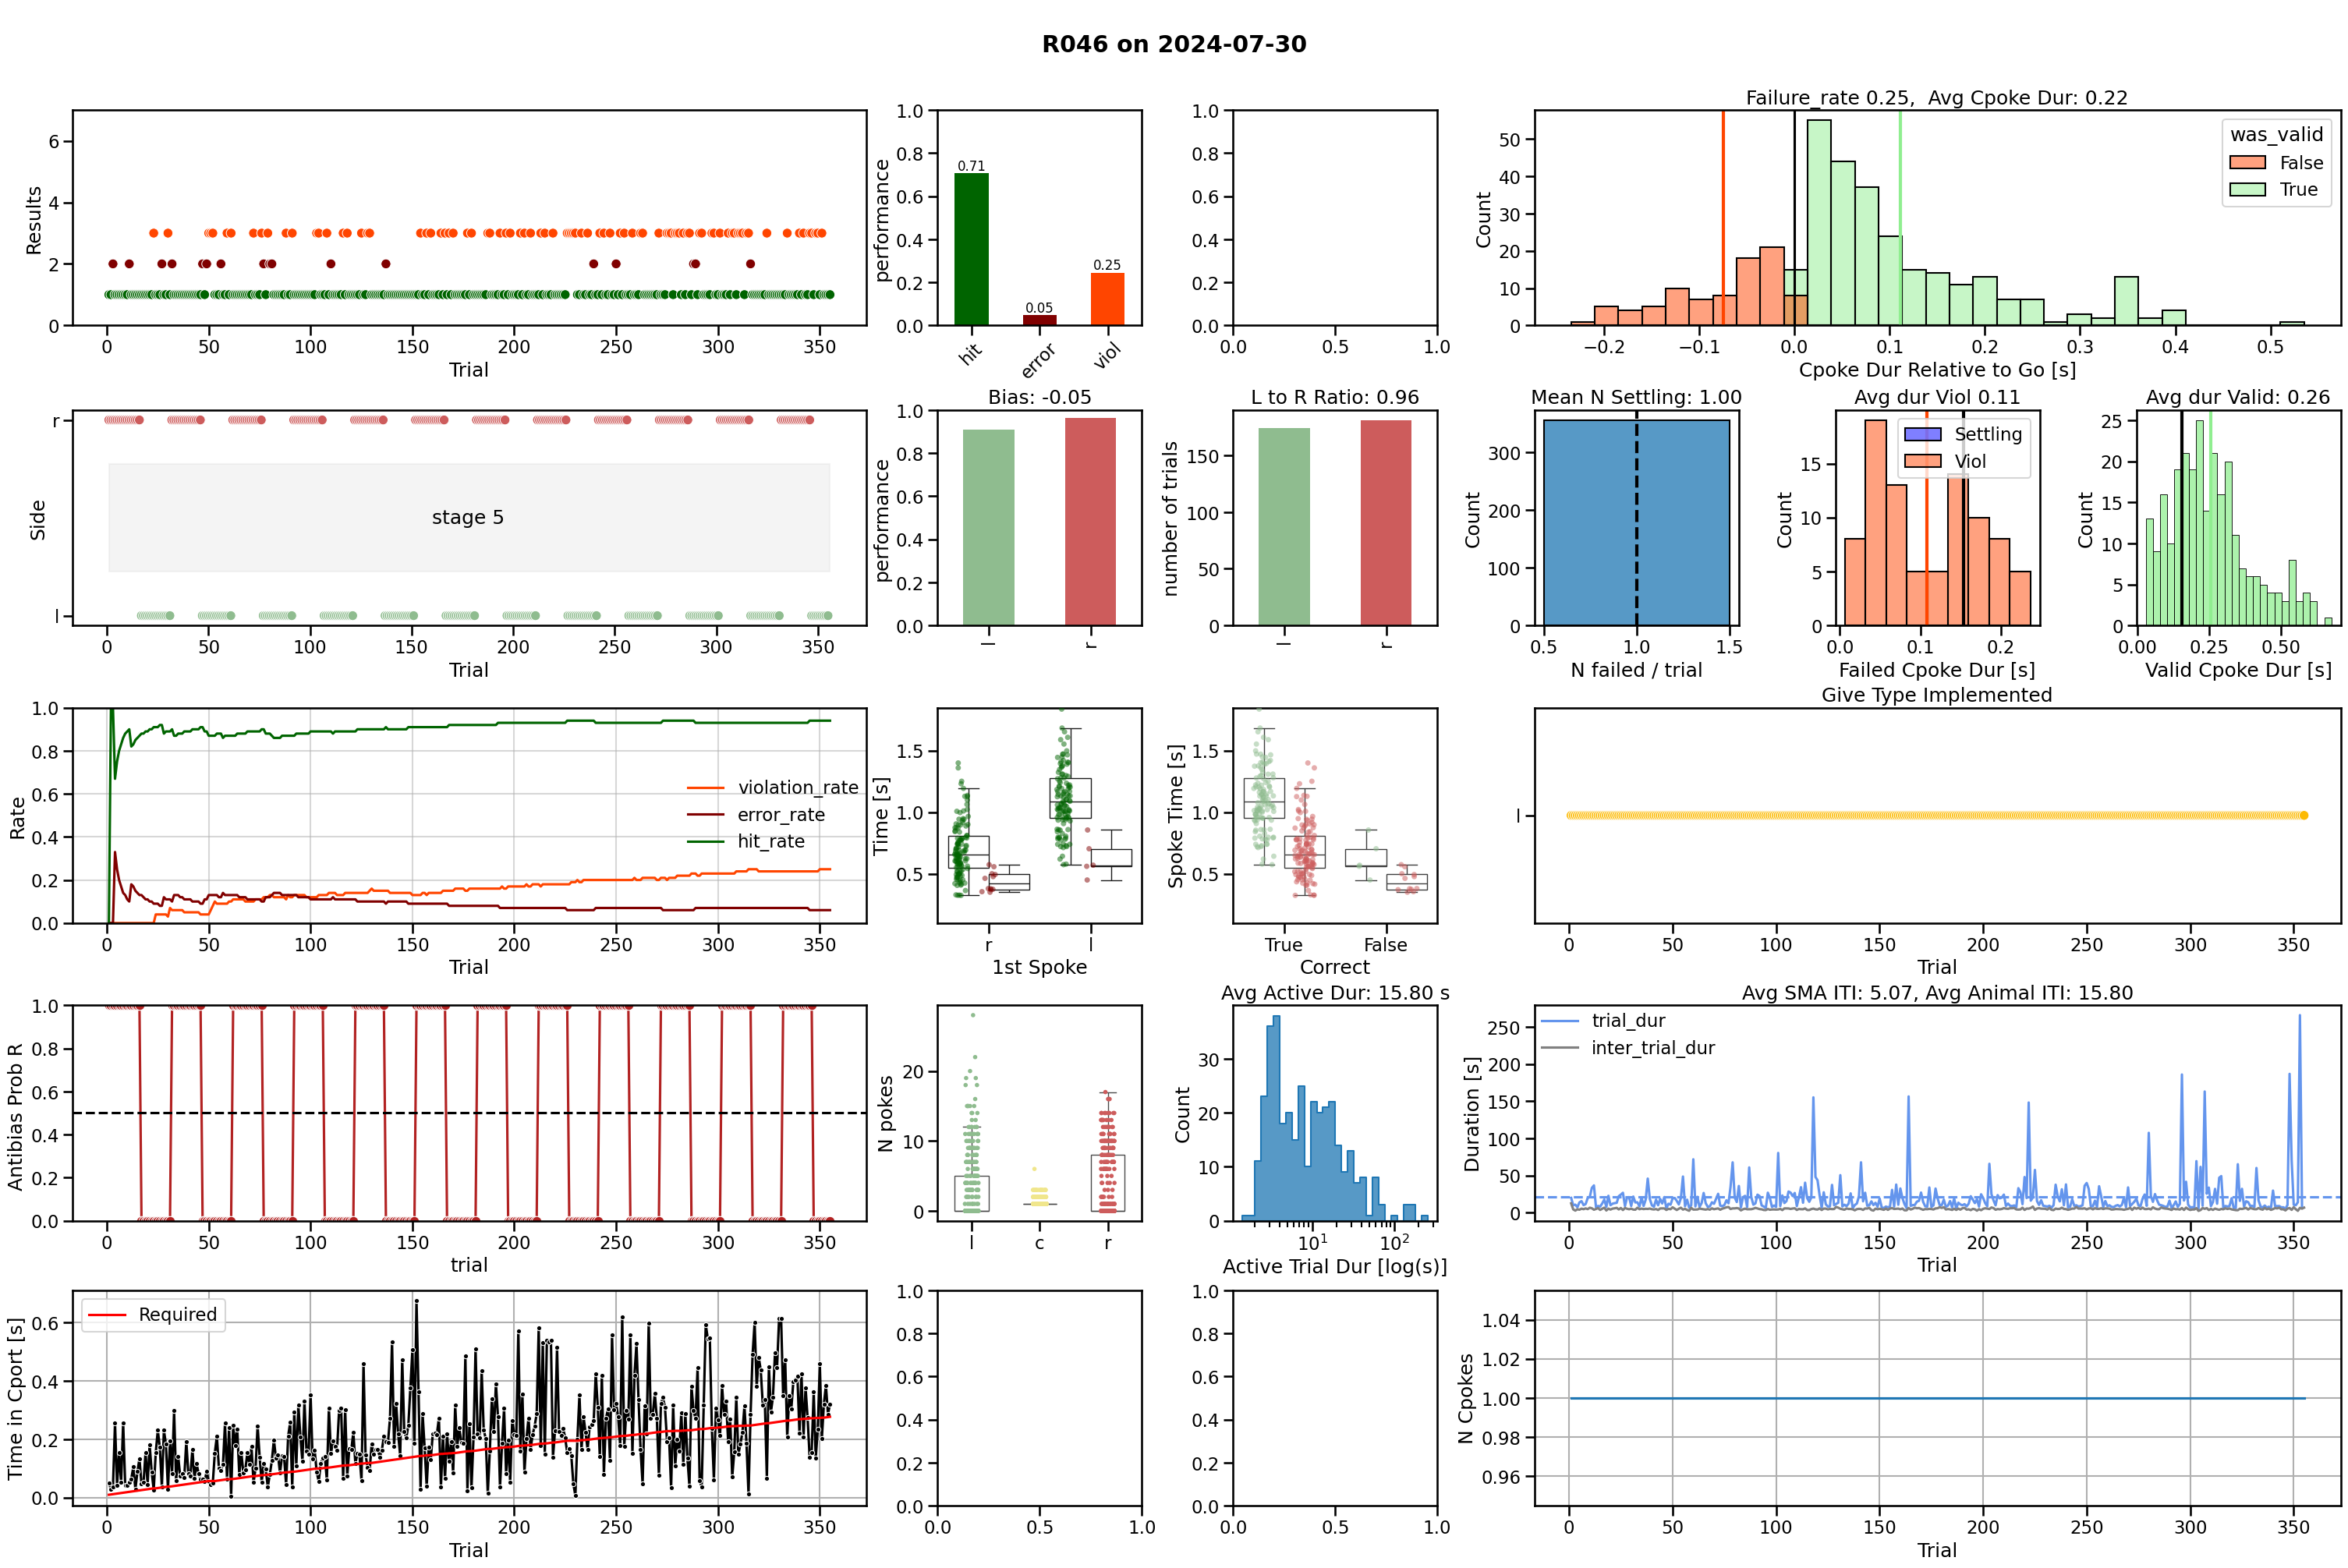 R046 on 2024-07-30
Results
6
4
2
0
0 50 100 150 200 250 300 350
Trial
performance
1.0
0.8
0.6
0.4
0.2
0.0
0.71
0.05
0.25
hit
error
viol
1.0
0.8
0.6
0.4
0.2
0.0
0.0 0.5 1.0
Failure_rate 0.25,  Avg Cpoke Dur: 0.22
Count
50
40
30
20
10
0
was_valid
False
True
−0.2 −0.1 0.0 0.1 0.2 0.3 0.4 0.5
Cpoke Dur Relative to Go [s]
Side
r
stage 5
l
0 50 100 150 200 250 300 350
Trial
Bias: -0.05
performance
1.0
0.8
0.6
0.4
0.2
0.0
l r
L to R Ratio: 0.96
number of trials
150
100
50
0
l r
Mean N Settling: 1.00
Count
300
200
100
0
0.5 1.0 1.5
N failed / trial
Avg dur Viol 0.11
Count
15
10
5
0
Settling
Viol
0.0 0.1 0.2
Failed Cpoke Dur [s]
Avg dur Valid: 0.26
Count
25
20
15
10
5
0
0.00 0.25 0.50
Valid Cpoke Dur [s]
Rate
1.0
0.8
0.6
0.4
0.2
0.0
violation_rate
error_rate
hit_rate
0 50 100 150 200 250 300 350
Trial
Time [s]
1.5
1.0
0.5
r l
1st Spoke
Spoke Time [s]
1.5
1.0
0.5
True False
Correct
Give Type Implemented
l
0 50 100 150 200 250 300 350
Trial
Antibias Prob R
1.0
0.8
0.6
0.4
0.2
0.0
0 50 100 150 200 250 300 350
trial
N pokes
20
10
0
l c r
Avg Active Dur: 15.80 s
Count
30
20
10
0
10¹ 10²
Active Trial Dur [log(s)]
Avg SMA ITI: 5.07, Avg Animal ITI: 15.80
Duration [s]
250
200
150
100
50
0
trial_dur
inter_trial_dur
0 50 100 150 200 250 300 350
Trial
Time in Cport [s]
0.6
0.4
0.2
0.0
Required
0 50 100 150 200 250 300 350
Trial
1.0
0.8
0.6
0.4
0.2
0.0
0.0 0.5 1.0
1.0
0.8
0.6
0.4
0.2
0.0
0.0 0.5 1.0
N Cpokes
1.04
1.02
1.00
0.98
0.96
0 50 100 150 200 250 300 350
Trial